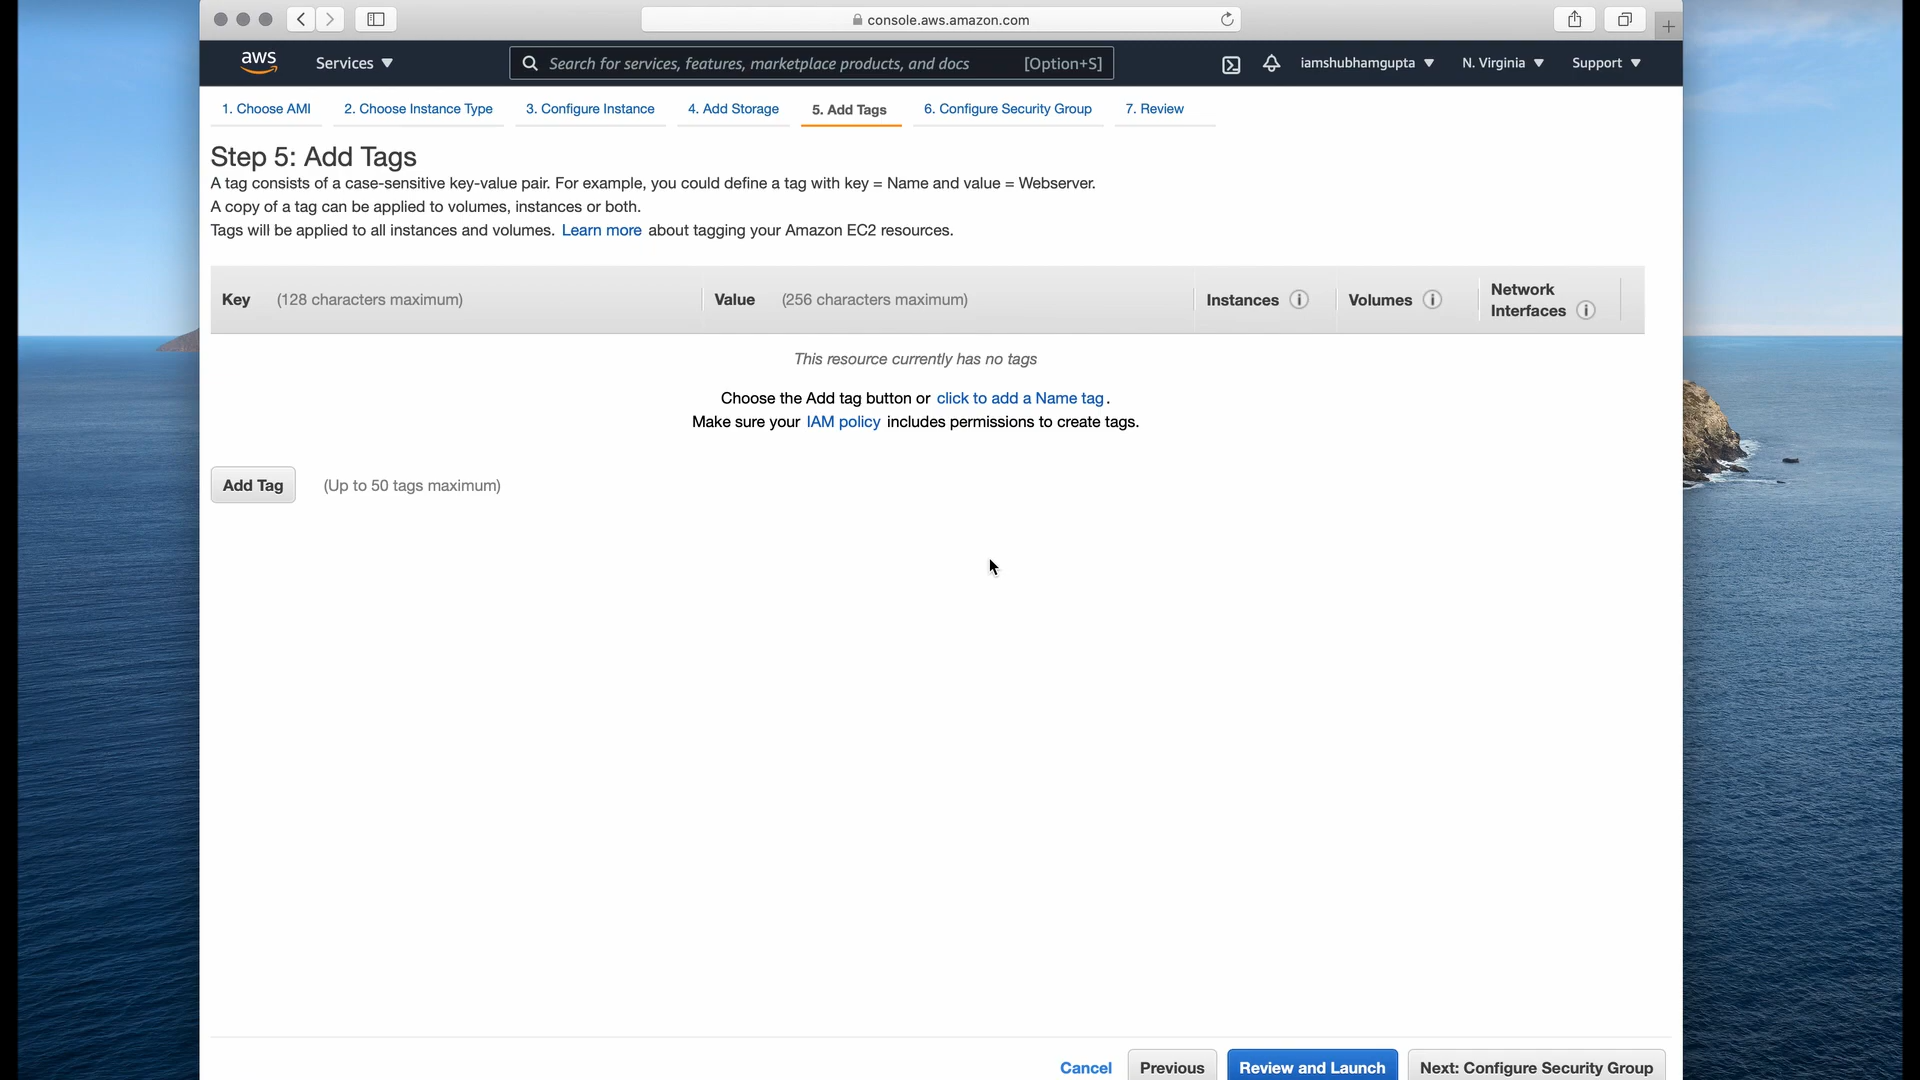 console.aws.amazon.com
aws Services Search for services, features, marketplace products, and docs [Option+S] iamshubhamgupta N. Virginia Support
1. Choose AMI 2. Choose Instance Type 3. Configure Instance 4. Add Storage 5. Add Tags 6. Configure Security Group 7. Review
Step 5: Add Tags
A tag consists of a case-sensitive key-value pair. For example, you could define a tag with key = Name and value = Webserver.
A copy of a tag can be applied to volumes, instances or both.
Tags will be applied to all instances and volumes. Learn more about tagging your Amazon EC2 resources.
Key (128 characters maximum) Value (256 characters maximum) Instances Volumes Network Interfaces
This resource currently has no tags
Choose the Add tag button or click to add a Name tag.
Make sure your IAM policy includes permissions to create tags.
Add Tag (Up to 50 tags maximum)
Cancel Previous Review and Launch Next: Configure Security Group